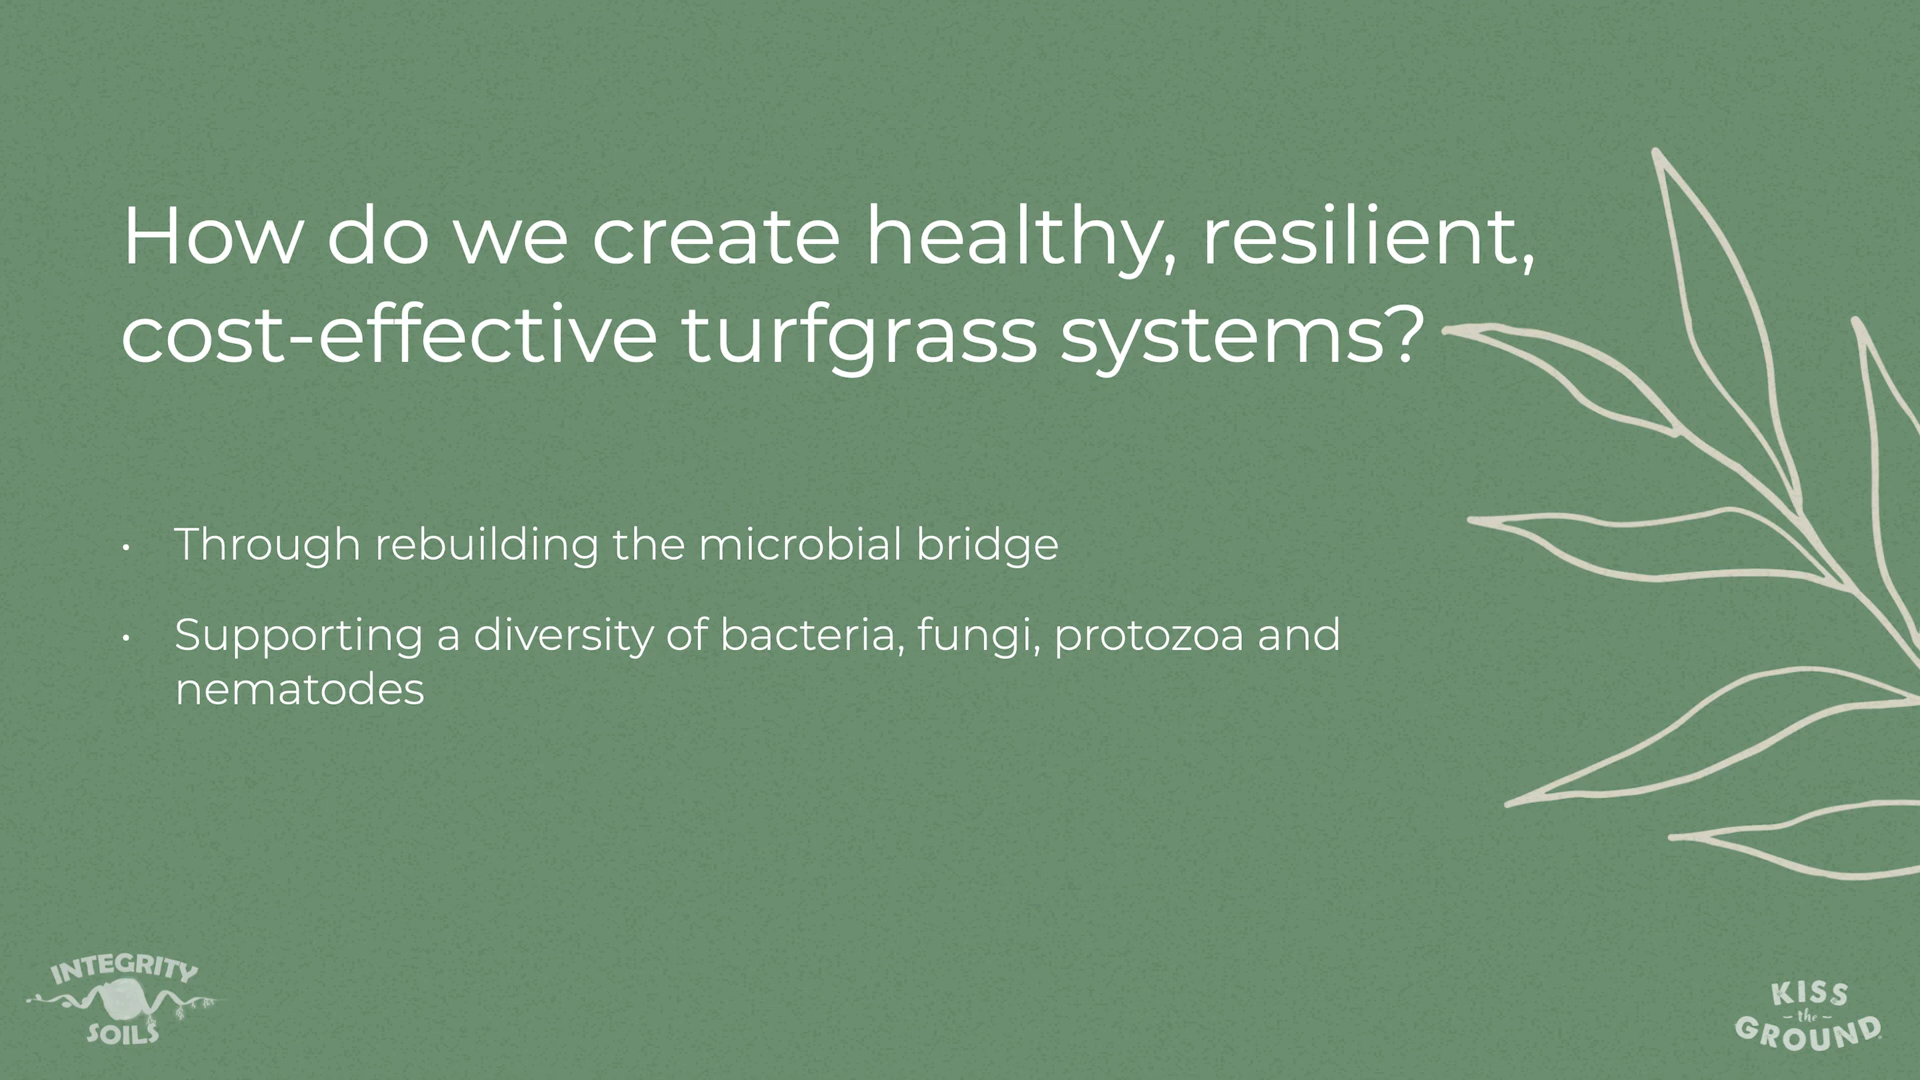 How do we create healthy, resilient,
cost-effective turfgrass systems?
• Through rebuilding the microbial bridge
• Supporting a diversity of bacteria, fungi, protozoa and
nematodes
INTEGRITY
SOILS
KISS
– the –
GROUND